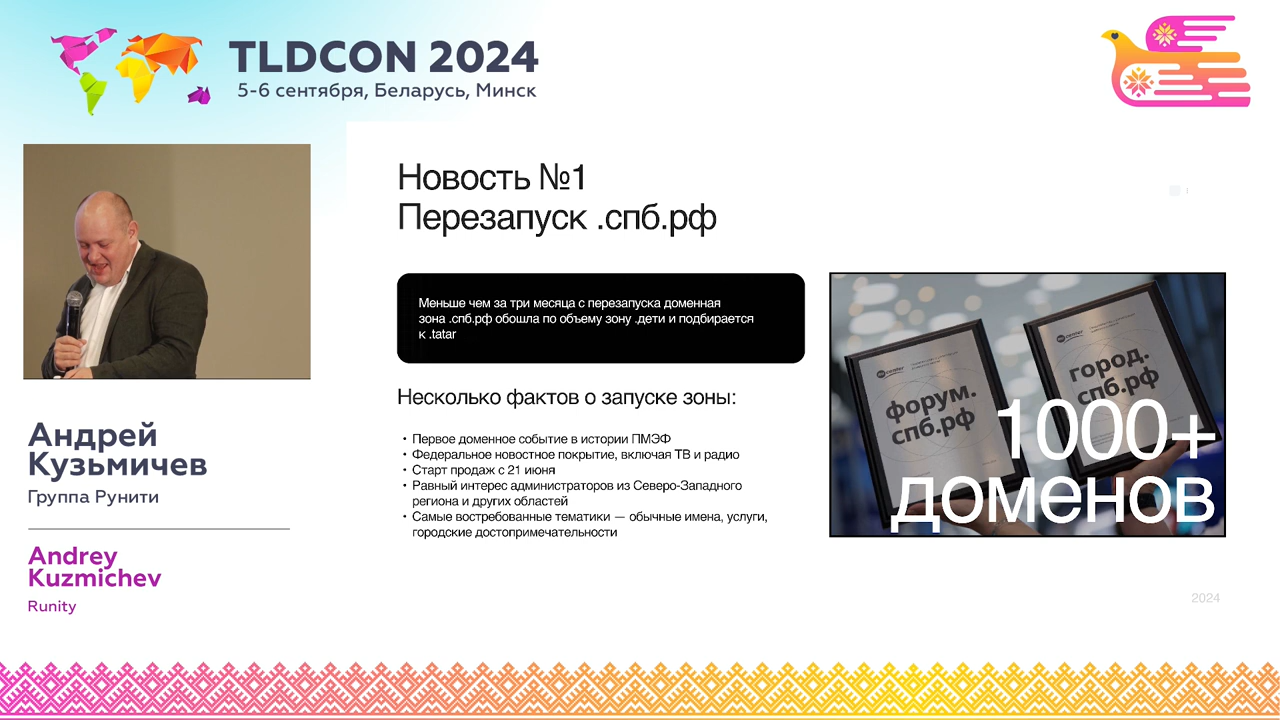 TLDCON 2024
5-6 сентября, Беларусь, Минск
Новость №1
Перезапуск .спб.рф
Меньше чем за три месяца с перезапуска доменная
зона .спб.рф обошла по объему зону .дети и подбирается
к .tatar
Несколько фактов о запуске зоны:
• Первое доменное событие в истории ПМЭФ
• Федеральное новостное покрытие, включая ТВ и радио
• Старт продаж с 21 июня
• Равный интерес администраторов из Северо-Западного
региона и других областей
• Самые востребованные тематики — обычные имена, услуги,
городские достопримечательности
форум.
спб.рф
город.
спб.рф
1000+
доменов
Андрей
Кузьмичев
Группа Рунити
Andrey
Kuzmichev
Runity
2024